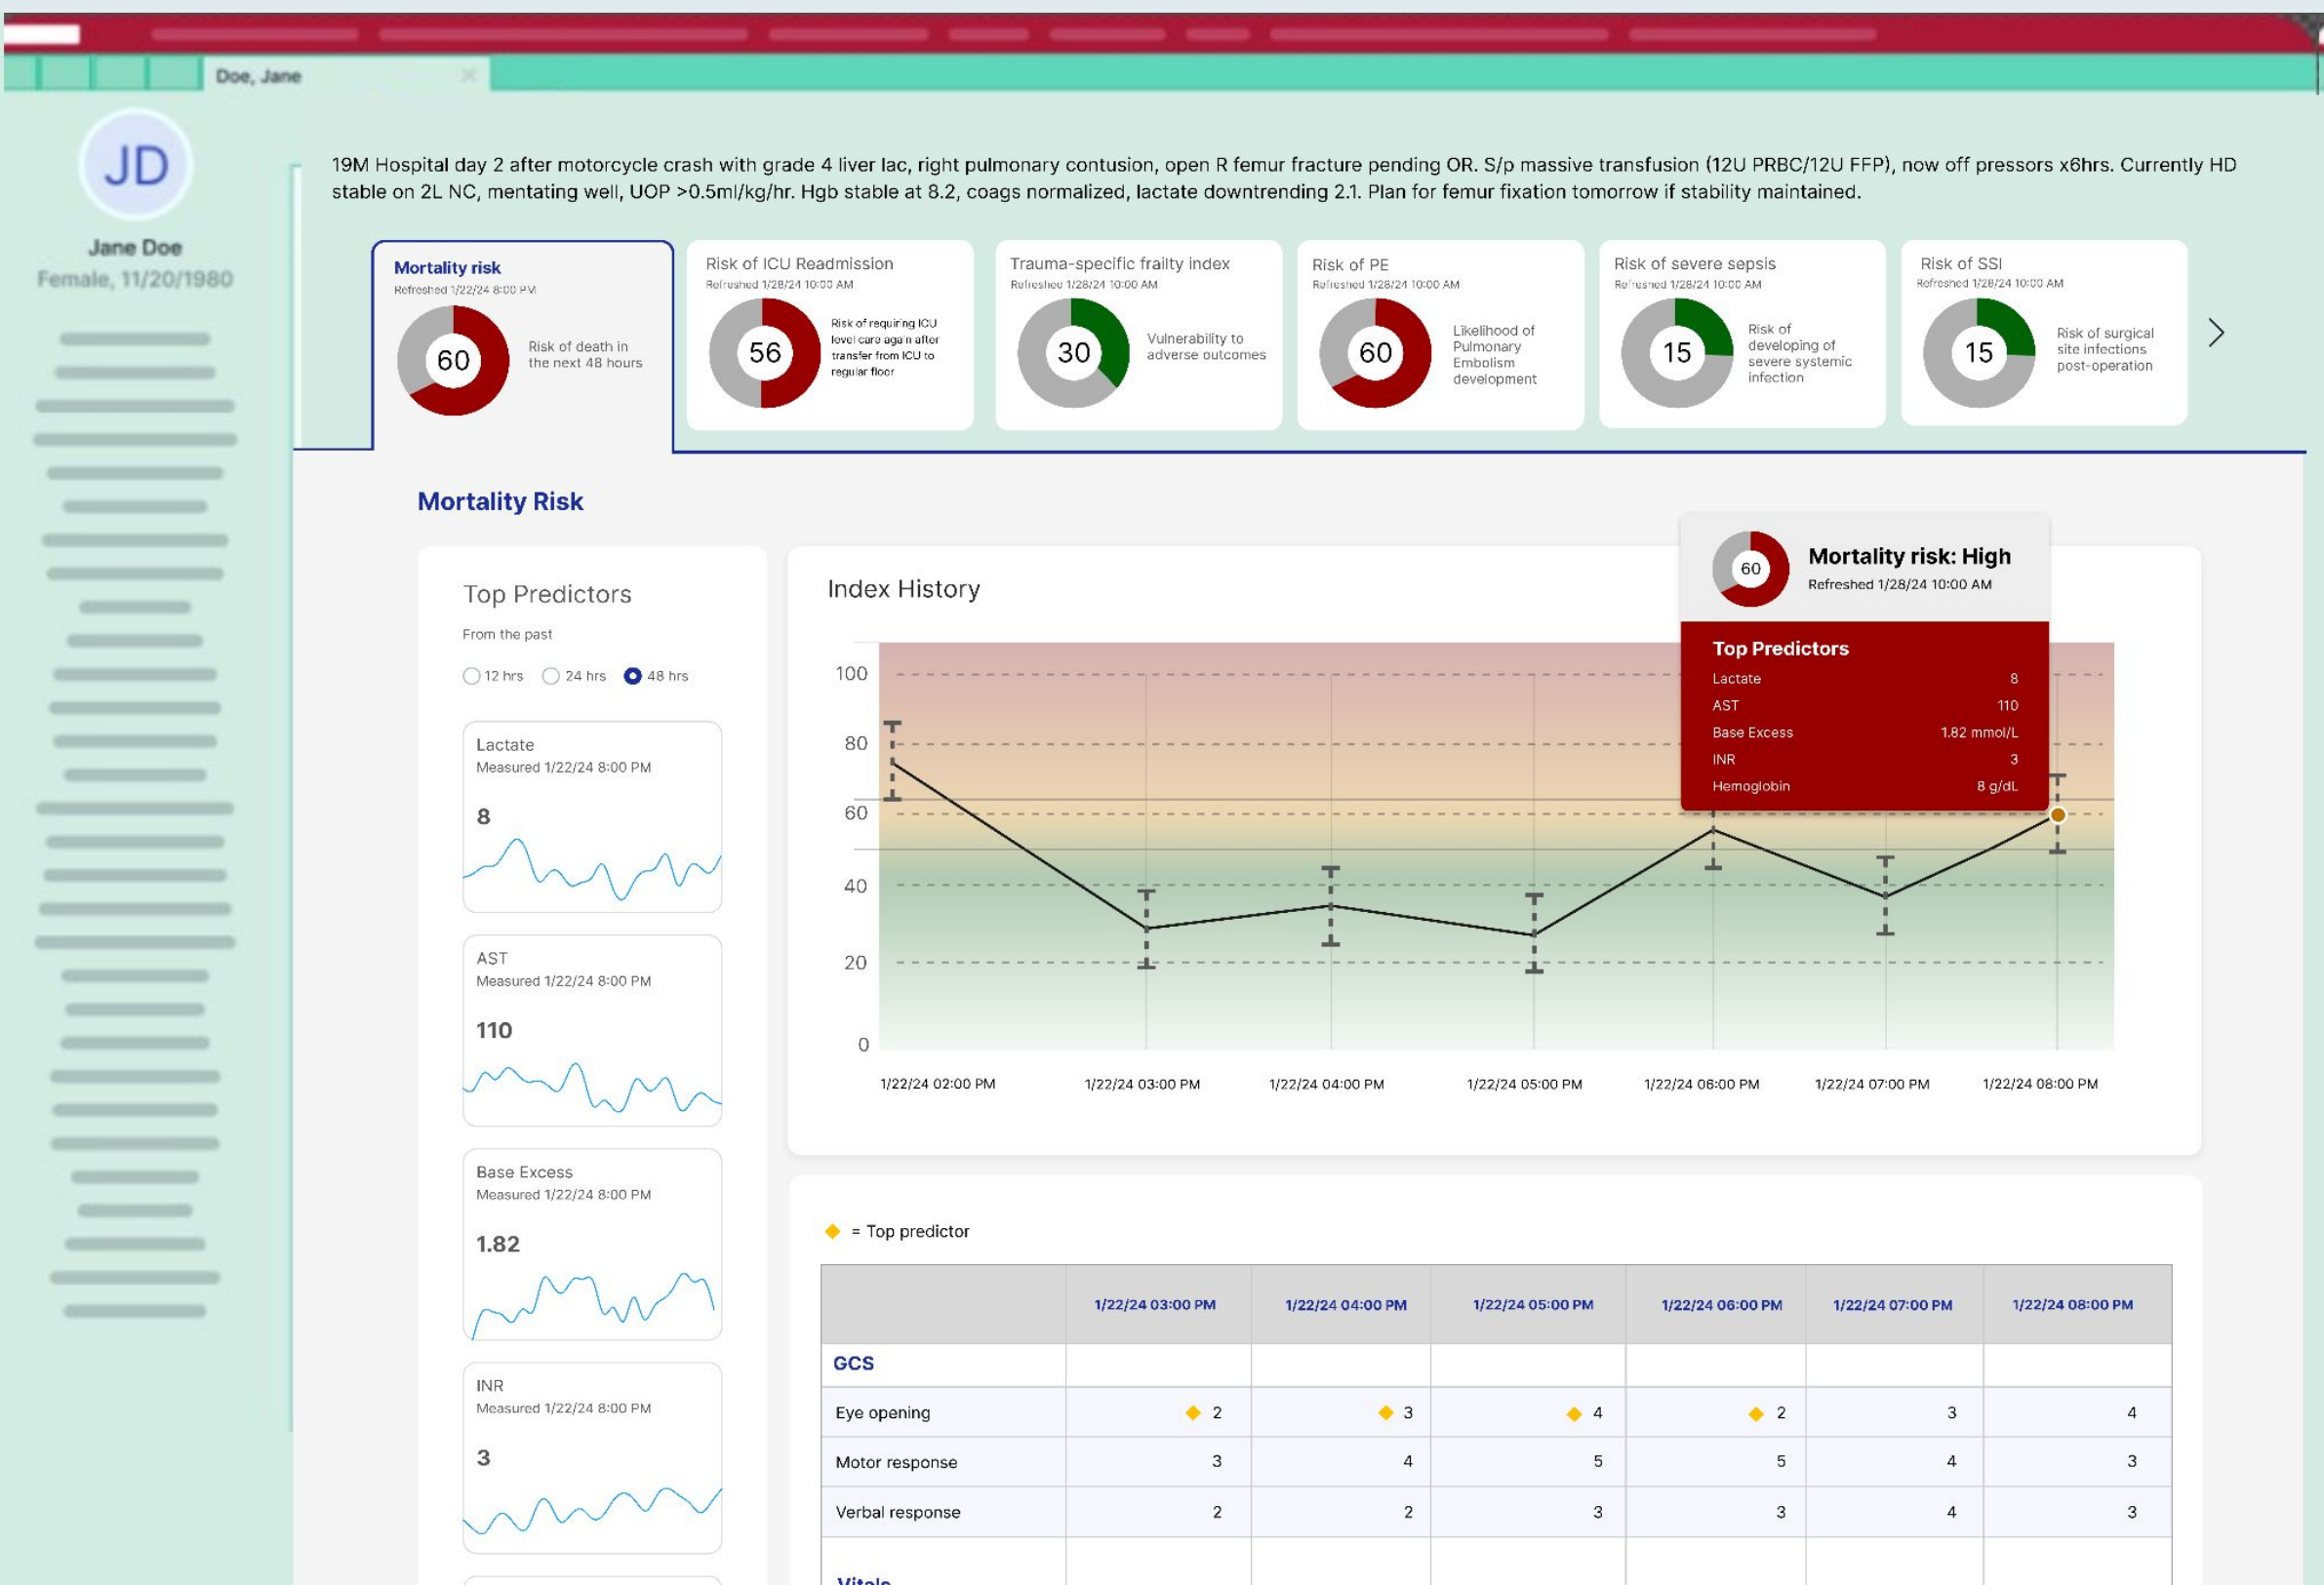 Doe, Jane
JD
Jane Doe
Female, 11/20/1980
19M Hospital day 2 after motorcycle crash with grade 4 liver lac, right pulmonary contusion, open R femur fracture pending OR. S/p massive transfusion (12U PRBC/12U FFP), now off pressors x6hrs. Currently HD
stable on 2L NC, mentating well, UOP >0.5ml/kg/hr. Hgb stable at 8.2, coags normalized, lactate downtrending 2.1. Plan for femur fixation tomorrow if stability maintained.
Mortality risk
Refreshed 1/22/24 8:00 PM
60
Risk of death in
the next 48 hours
Risk of ICU Readmission
Refreshed 1/28/24 10:00 AM
56
Risk of requiring ICU
level care again after
transfer from ICU to
regular floor
Trauma-specific frailty index
Refreshed 1/28/24 10:00 AM
30
Vulnerability to
adverse outcomes
Risk of PE
Refreshed 1/28/24 10:00 AM
60
Likelihood of
Pulmonary
Embolism
development
Risk of severe sepsis
Refreshed 1/28/24 10:00 AM
15
Risk of
developing of
severe systemic
infection
Risk of SSI
Refreshed 1/28/24 10:00 AM
15
Risk of surgical
site infections
post-operation
Mortality Risk
Top Predictors
From the past
12 hrs 24 hrs 48 hrs
Lactate
Measured 1/22/24 8:00 PM
8
AST
Measured 1/22/24 8:00 PM
110
Base Excess
Measured 1/22/24 8:00 PM
1.82
INR
Measured 1/22/24 8:00 PM
3
Index History
60
Mortality risk: High
Refreshed 1/28/24 10:00 AM
Top Predictors
Lactate 8
AST 110
Base Excess 1.82 mmol/L
INR 3
Hemoglobin 8 g/dL
100
80
60
40
20
0
1/22/24 02:00 PM 1/22/24 03:00 PM 1/22/24 04:00 PM 1/22/24 05:00 PM 1/22/24 06:00 PM 1/22/24 07:00 PM 1/22/24 08:00 PM
= Top predictor
1/22/24 03:00 PM 1/22/24 04:00 PM 1/22/24 05:00 PM 1/22/24 06:00 PM 1/22/24 07:00 PM 1/22/24 08:00 PM
GCS
Eye opening 2 3 4 2 3 4
Motor response 3 4 5 5 4 3
Verbal response 2 2 3 3 4 3
Vitals